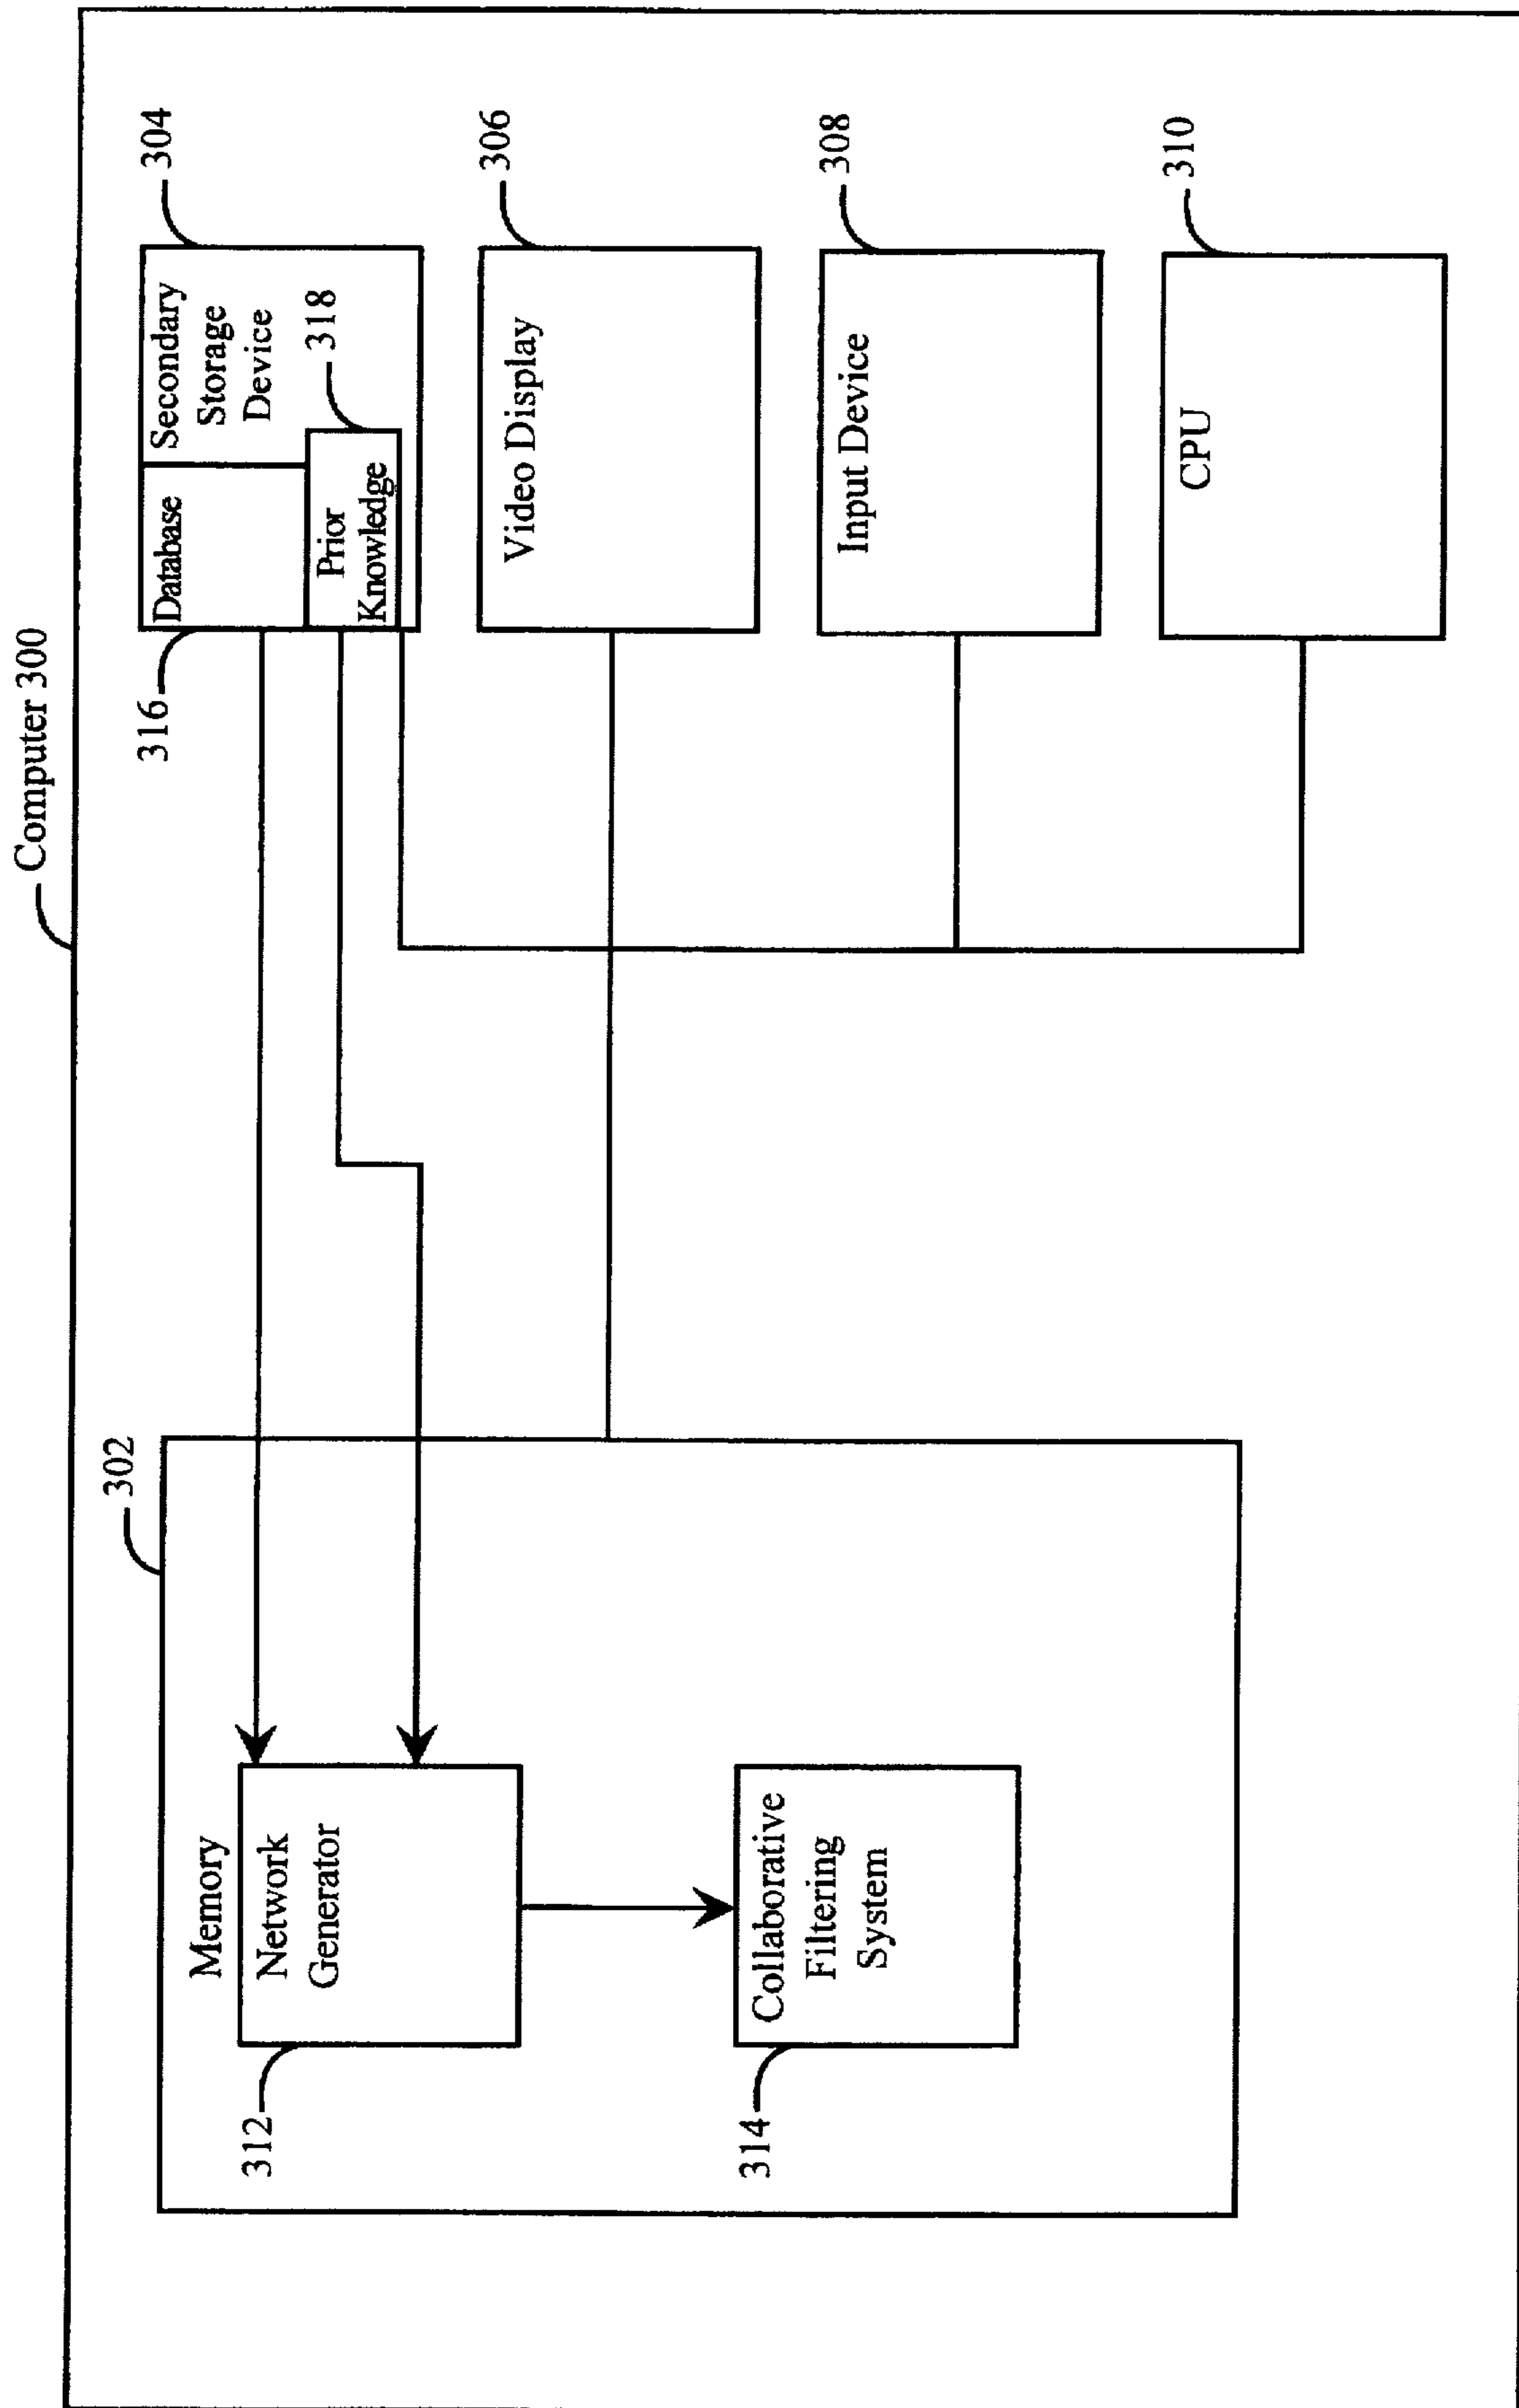 Computer 300
302
Memory
Network
Generator
312
Collaborative
Filtering
System
314
316
Database
Secondary
Storage
Device
304
Prior
Knowledge
318
Video Display
306
Input Device
308
CPU
310